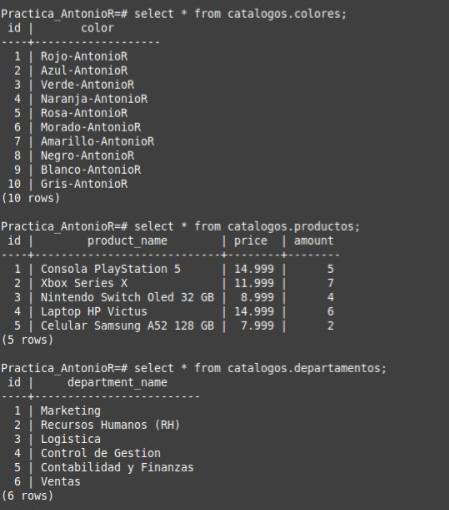 Practica_AntonioR=# select * from catalogos.colores;
 id |      color
----+-------------------
  1 | Rojo-AntonioR
  2 | Azul-AntonioR
  3 | Verde-AntonioR
  4 | Naranja-AntonioR
  5 | Rosa-AntonioR
  6 | Morado-AntonioR
  7 | Amarillo-AntonioR
  8 | Negro-AntonioR
  9 | Blanco-AntonioR
 10 | Gris-AntonioR
(10 rows)

Practica_AntonioR=# select * from catalogos.productos;
 id |       product_name        | price  | amount
----+---------------------------+--------+--------
  1 | Consola PlayStation 5     | 14.999 |      5
  2 | Xbox Series X             | 11.999 |      7
  3 | Nintendo Switch Oled 32 GB |  8.999 |      4
  4 | Laptop HP Victus          | 14.999 |      6
  5 | Celular Samsung A52 128 GB |  7.999 |      2
(5 rows)

Practica_AntonioR=# select * from catalogos.departamentos;
 id |    department_name
----+-------------------------
  1 | Marketing
  2 | Recursos Humanos (RH)
  3 | Logistica
  4 | Control de Gestion
  5 | Contabilidad y Finanzas
  6 | Ventas
(6 rows)